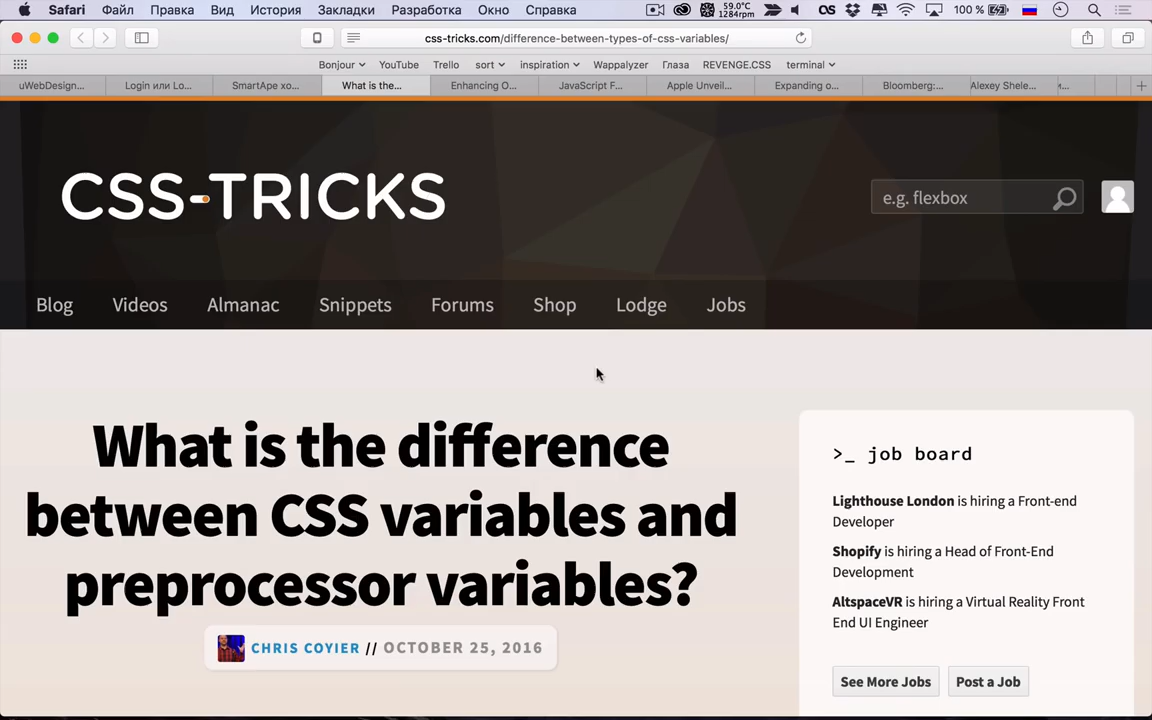 Safari Файл Правка Вид История Закладки Разработка Окно Справка 59.0°C 1284rpm OS 100 %
css-tricks.com/difference-between-types-of-css-variables/
Bonjour YouTube Trello sort inspiration Wappalyzer Глаза REVENGE.CSS terminal
uWebDesign... Login или Lo... SmartApe хо... What is the... Enhancing O... JavaScript F... Apple Unveil... Expanding o... Bloomberg:... Alexey Shele...
CSS-TRICKS
e.g. flexbox
Blog Videos Almanac Snippets Forums Shop Lodge Jobs
What is the difference
between CSS variables and
preprocessor variables?
CHRIS COYIER // OCTOBER 25, 2016
>_ job board
Lighthouse London is hiring a Front-end
Developer
Shopify is hiring a Head of Front-End
Development
AltspaceVR is hiring a Virtual Reality Front
End UI Engineer
See More Jobs Post a Job